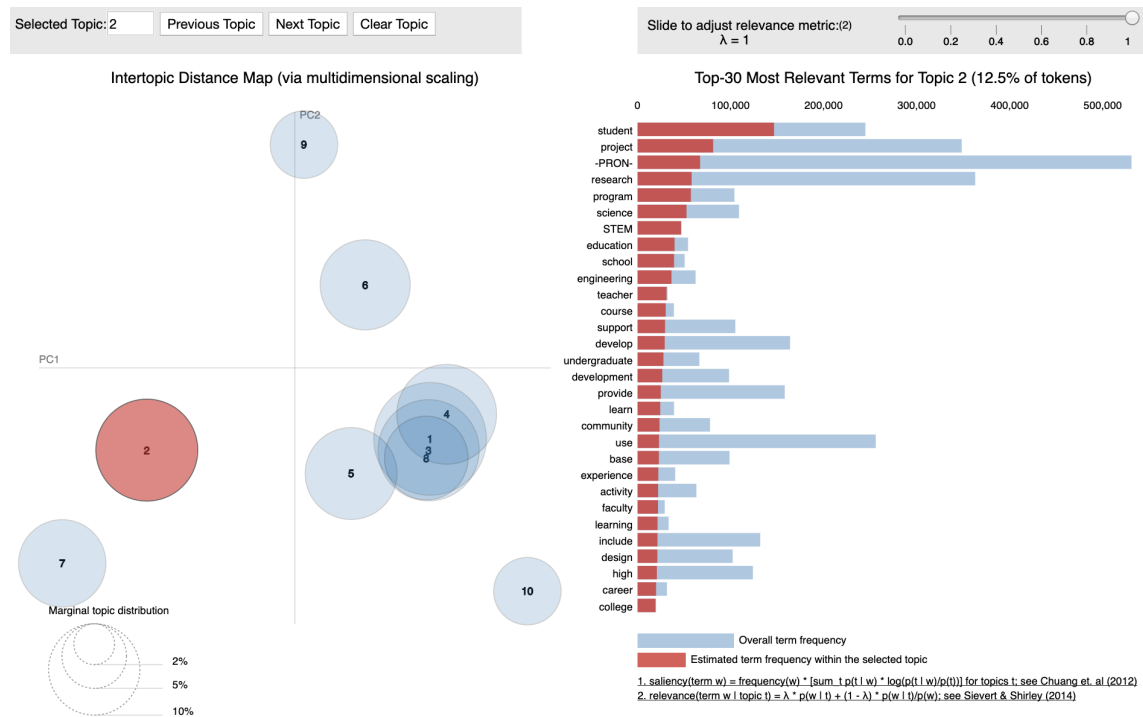 Selected Topic: 2 Previous Topic Next Topic Clear Topic
Slide to adjust relevance metric:(2)
λ = 1
0.0 0.2 0.4 0.6 0.8 1
Intertopic Distance Map (via multidimensional scaling)
PC2
9
6
PC1
4
1
3
8
2
5
7
10
Marginal topic distribution
2%
5%
10%
Top-30 Most Relevant Terms for Topic 2 (12.5% of tokens)
0 100,000 200,000 300,000 400,000 500,000
student
project
-PRON-
research
program
science
STEM
education
school
engineering
teacher
course
support
develop
undergraduate
development
provide
learn
community
use
base
experience
activity
faculty
learning
include
design
high
career
college
Overall term frequency
Estimated term frequency within the selected topic
1. saliency(term w) = frequency(w) * [sum_t p(t | w) * log(p(t | w)/p(t))] for topics t; see Chuang et. al (2012)
2. relevance(term w | topic t) = λ * p(w | t) + (1 - λ) * p(w | t)/p(w); see Sievert & Shirley (2014)